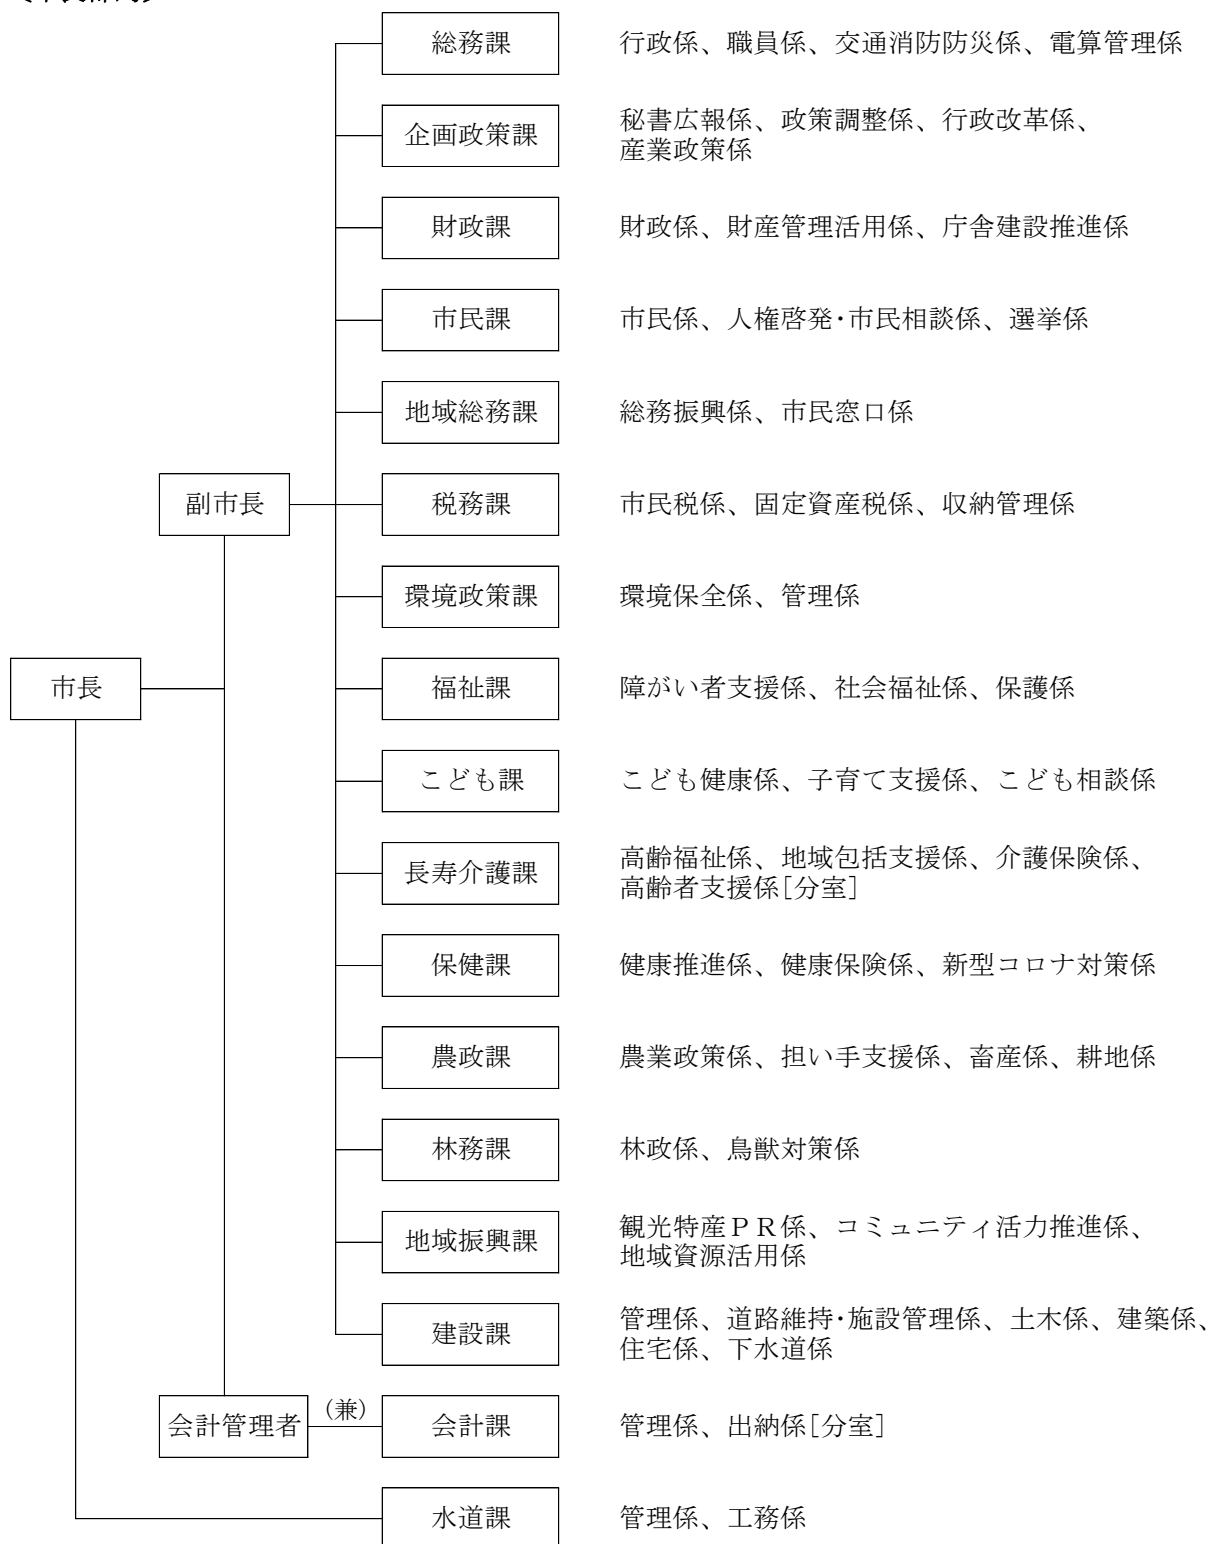 総務課 行政係、職員係、交通消防防災係、電算管理係
企画政策課 秘書広報係、政策調整係、行政改革係、
産業政策係
財政課 財政係、財産管理活用係、庁舎建設推進係
市民課 市民係、人権啓発・市民相談係、選挙係
地域総務課 総務振興係、市民窓口係
副市長 税務課 市民税係、固定資産税係、収納管理係
環境政策課 環境保全係、管理係
市長 福祉課 障がい者支援係、社会福祉係、保護係
こども課 こども健康係、子育て支援係、こども相談係
長寿介護課 高齢福祉係、地域包括支援係、介護保険係、
高齢者支援係[分室]
保健課 健康推進係、健康保険係、新型コロナ対策係
農政課 農業政策係、担い手支援係、畜産係、耕地係
林務課 林政係、鳥獣対策係
地域振興課 観光特産ＰＲ係、コミュニティ活力推進係、
地域資源活用係
建設課 管理係、道路維持・施設管理係、土木係、建築係、
住宅係、下水道係
会計管理者 (兼) 会計課 管理係、出納係[分室]
水道課 管理係、工務係